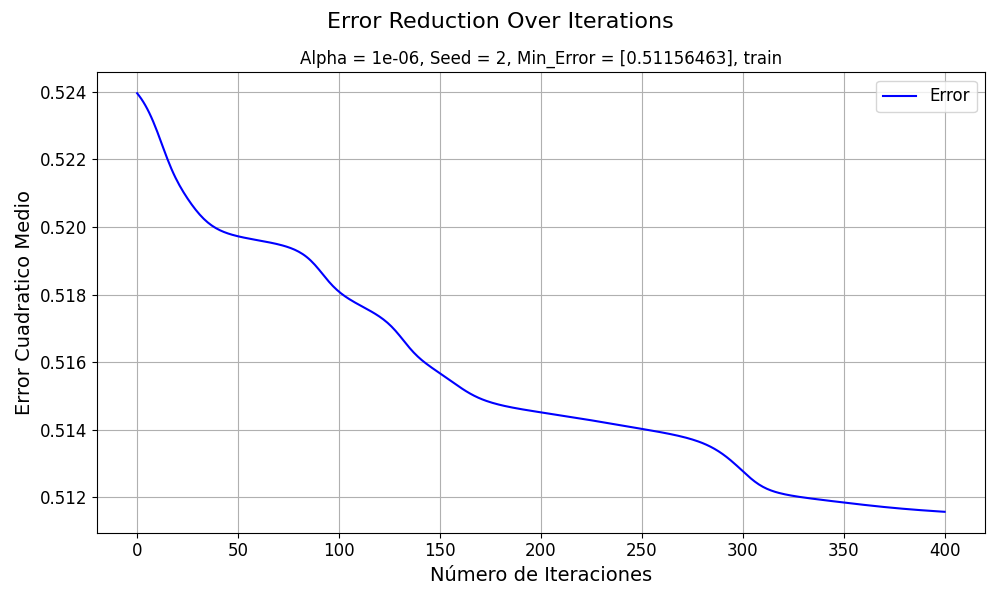 Error Reduction Over Iterations
Alpha = 1e-06, Seed = 2, Min_Error = [0.51156463], train
Error
0.524
0.522
0.520
0.518
0.516
0.514
0.512
Error Cuadratico Medio
0 50 100 150 200 250 300 350 400
Número de Iteraciones